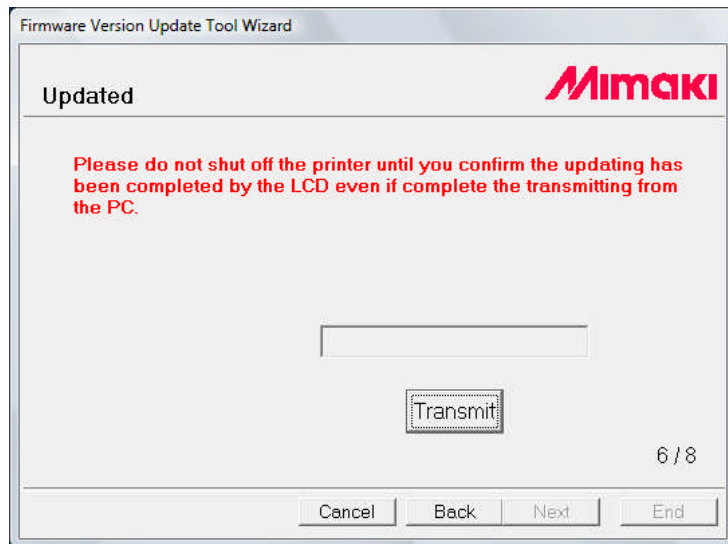 Firmware Version Update Tool Wizard
Mimaki
Updated
Please do not shut off the printer until you confirm the updating has
been completed by the LCD even if complete the transmitting from
the PC.
Transmit
6 / 8
Cancel Back Next End